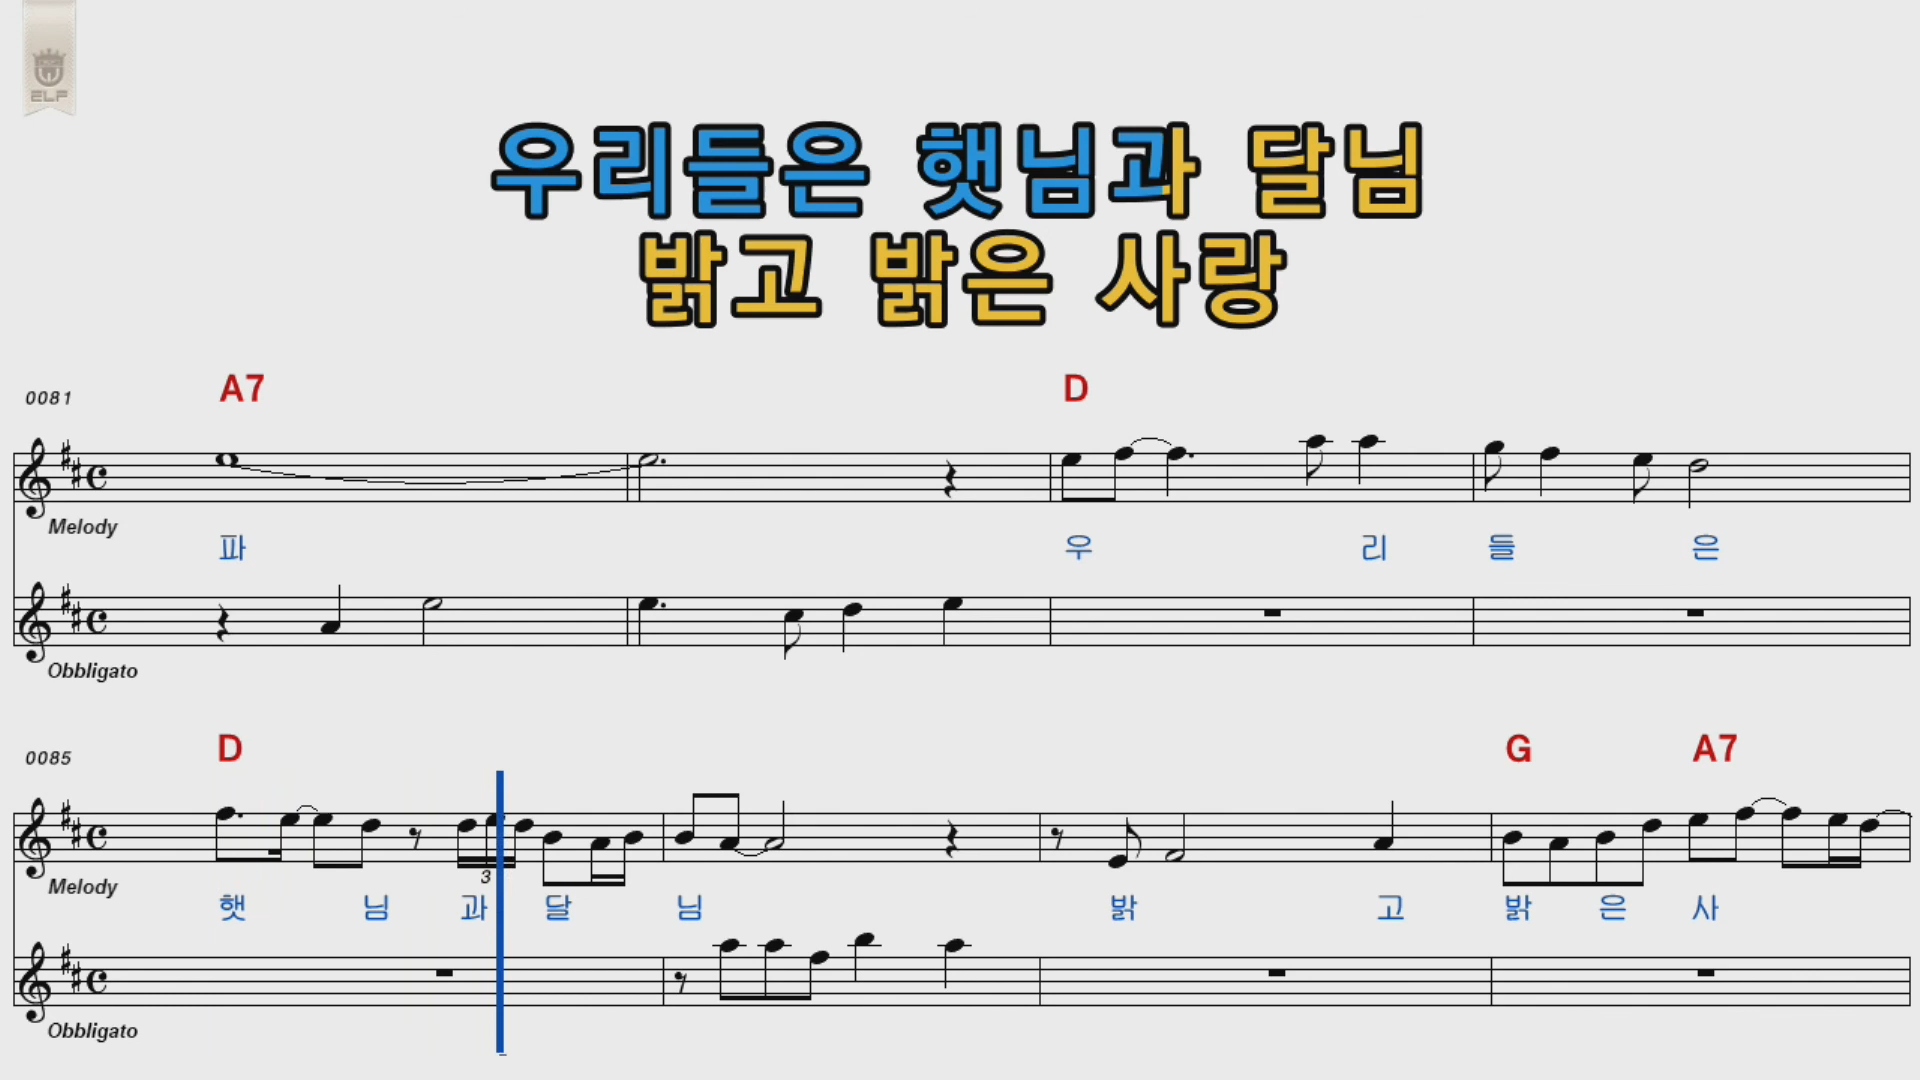 ELF
우리들은 햇님과 달님
밝고 밝은 사랑
0081 A7 D
Melody
파 우 리 들 은
Obbligato
0085 D G A7
3
Melody
햇 님 과 달 님 밝 고 밝 은 사
Obbligato